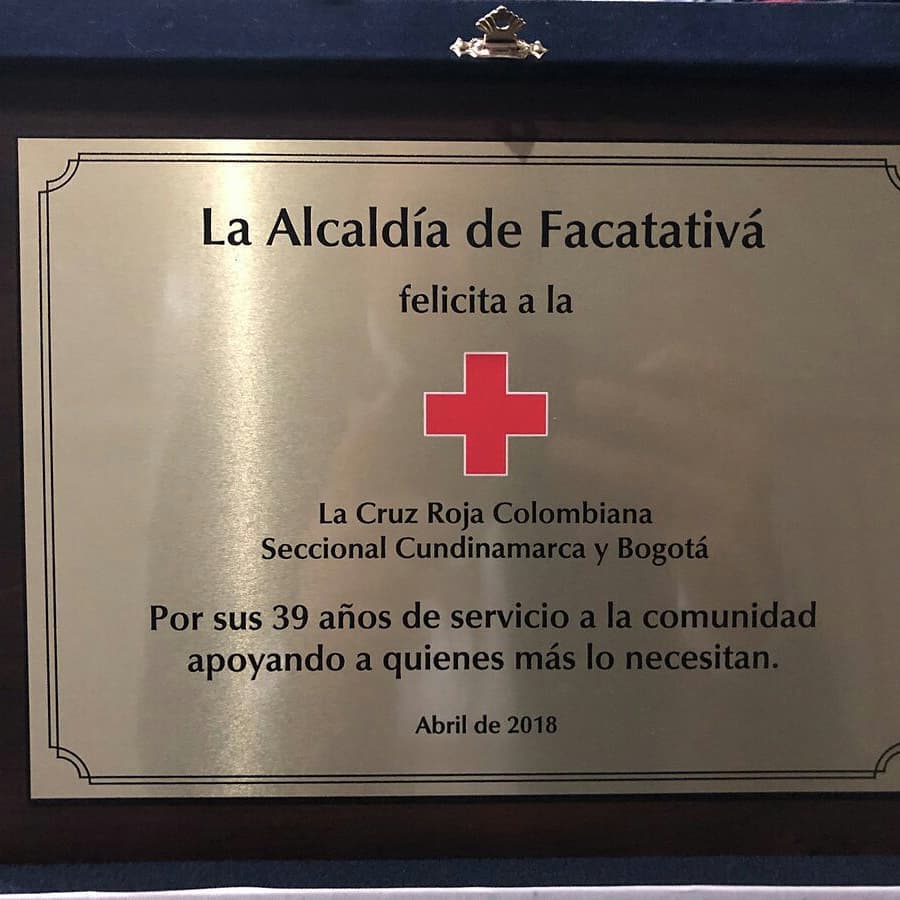 La Alcaldía de Facatativá
felicita a la
La Cruz Roja Colombiana
Seccional Cundinamarca y Bogotá
Por sus 39 años de servicio a la comunidad
apoyando a quienes más lo necesitan.
Abril de 2018